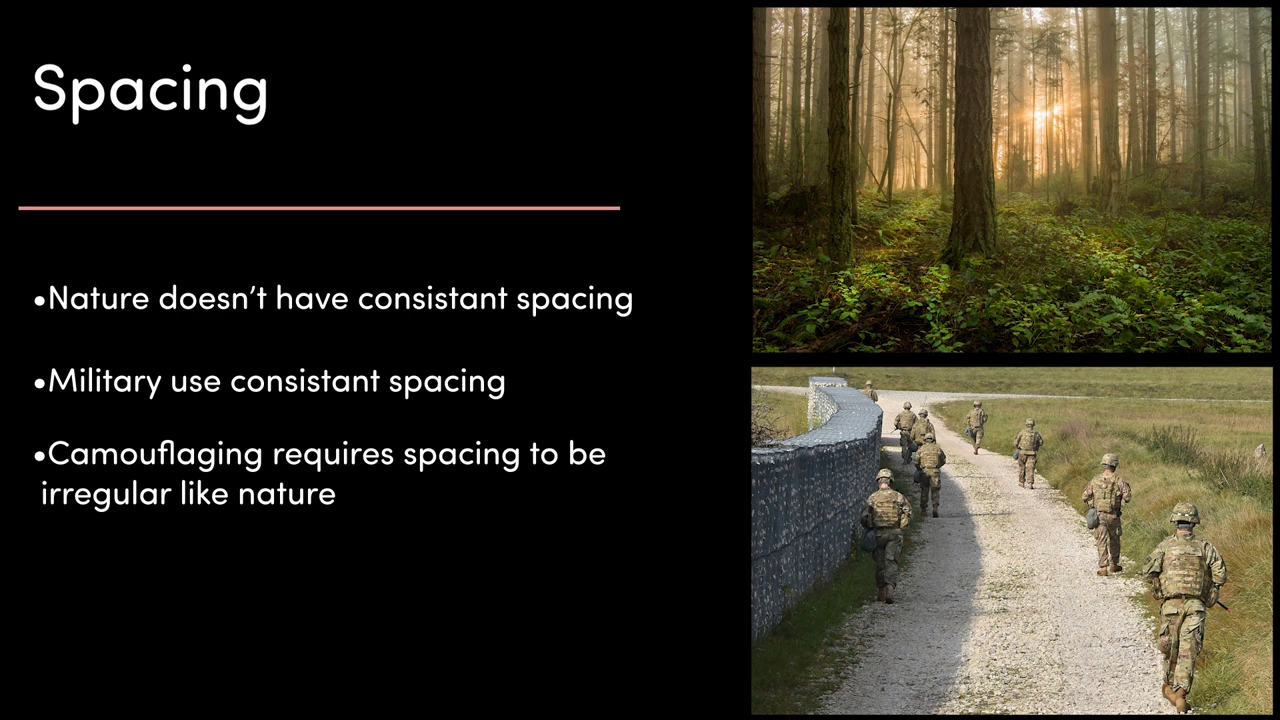 Spacing
•Nature doesn’t have consistant spacing
•Military use consistant spacing
•Camouflaging requires spacing to be
irregular like nature